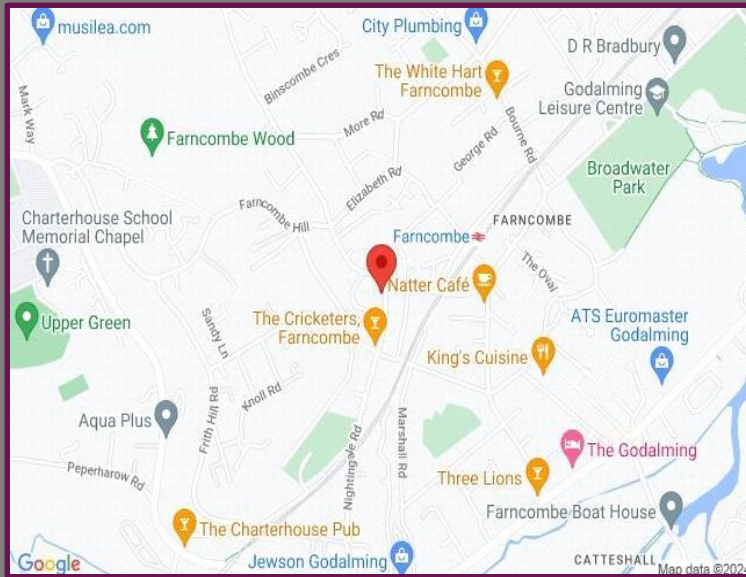 musilea.com
City Plumbing
D R Bradbury
Mark Way
Binscombe Cres
The White Hart
Farncombe
Godalming
Leisure Centre
More Rd
Bourne Rd
George Rd
Farncombe Wood
Broadwater
Park
Elizabeth Rd
Farncombe Hill
Charterhouse School
Memorial Chapel
FARNCOMBE
Farncombe
The Oval
Natter Café
Upper Green
Sandy Ln
The Cricketers,
Farncombe
ATS Euromaster
Godalming
King's Cuisine
Knoll Rd
Aqua Plus
Frith Hill Rd
Nightingale Rd
Marshall Rd
The Godalming
Peperharow Rd
Three Lions
Farncombe Boat House
The Charterhouse Pub
Google
Jewson Godalming
CATTESHALL
Map data ©2024